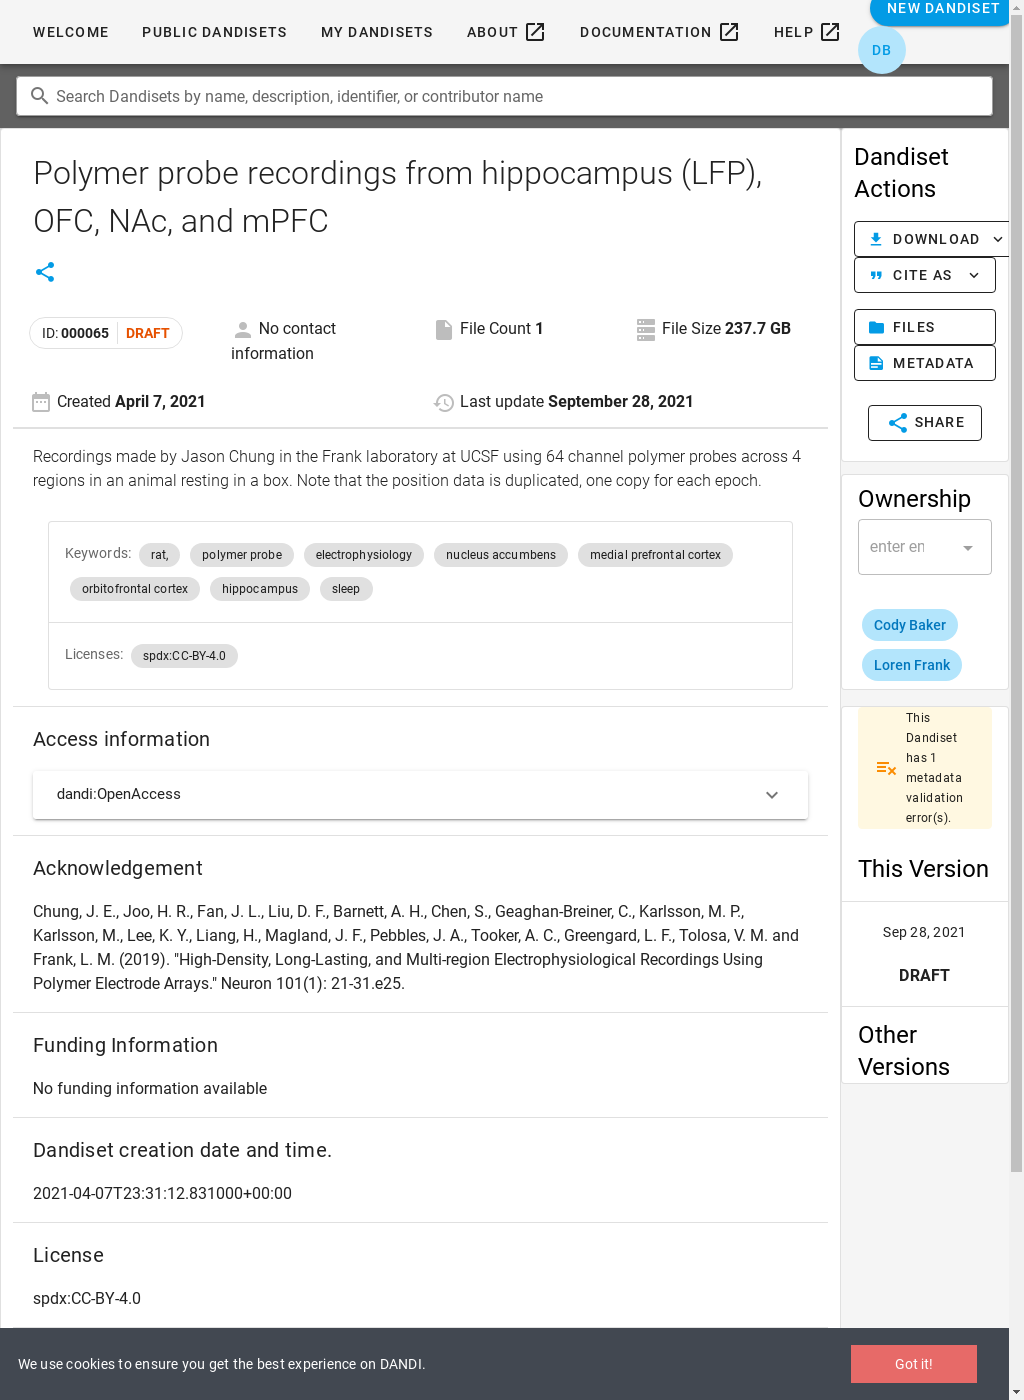 WELCOME PUBLIC DANDISETS MY DANDISETS ABOUT DOCUMENTATION HELP NEW DANDISET
DB
Search Dandisets by name, description, identifier, or contributor name
Polymer probe recordings from hippocampus (LFP),
OFC, NAc, and mPFC
ID: 000065 DRAFT
No contact
information
File Count 1
File Size 237.7 GB
Created April 7, 2021
Last update September 28, 2021
Recordings made by Jason Chung in the Frank laboratory at UCSF using 64 channel polymer probes across 4
regions in an animal resting in a box. Note that the position data is duplicated, one copy for each epoch.
Keywords: rat, polymer probe electrophysiology nucleus accumbens medial prefrontal cortex
orbitofrontal cortex hippocampus sleep
Licenses: spdx:CC-BY-4.0
Access information
dandi:OpenAccess
Acknowledgement
Chung, J. E., Joo, H. R., Fan, J. L., Liu, D. F., Barnett, A. H., Chen, S., Geaghan-Breiner, C., Karlsson, M. P.,
Karlsson, M., Lee, K. Y., Liang, H., Magland, J. F., Pebbles, J. A., Tooker, A. C., Greengard, L. F., Tolosa, V. M. and
Frank, L. M. (2019). "High-Density, Long-Lasting, and Multi-region Electrophysiological Recordings Using
Polymer Electrode Arrays." Neuron 101(1): 21-31.e25.
Funding Information
No funding information available
Dandiset creation date and time.
2021-04-07T23:31:12.831000+00:00
License
spdx:CC-BY-4.0
Dandiset
Actions
DOWNLOAD
CITE AS
FILES
METADATA
SHARE
Ownership
enter en
Cody Baker
Loren Frank
This
Dandiset
has 1
metadata
validation
error(s).
This Version
Sep 28, 2021
DRAFT
Other
Versions
We use cookies to ensure you get the best experience on DANDI.
Got it!